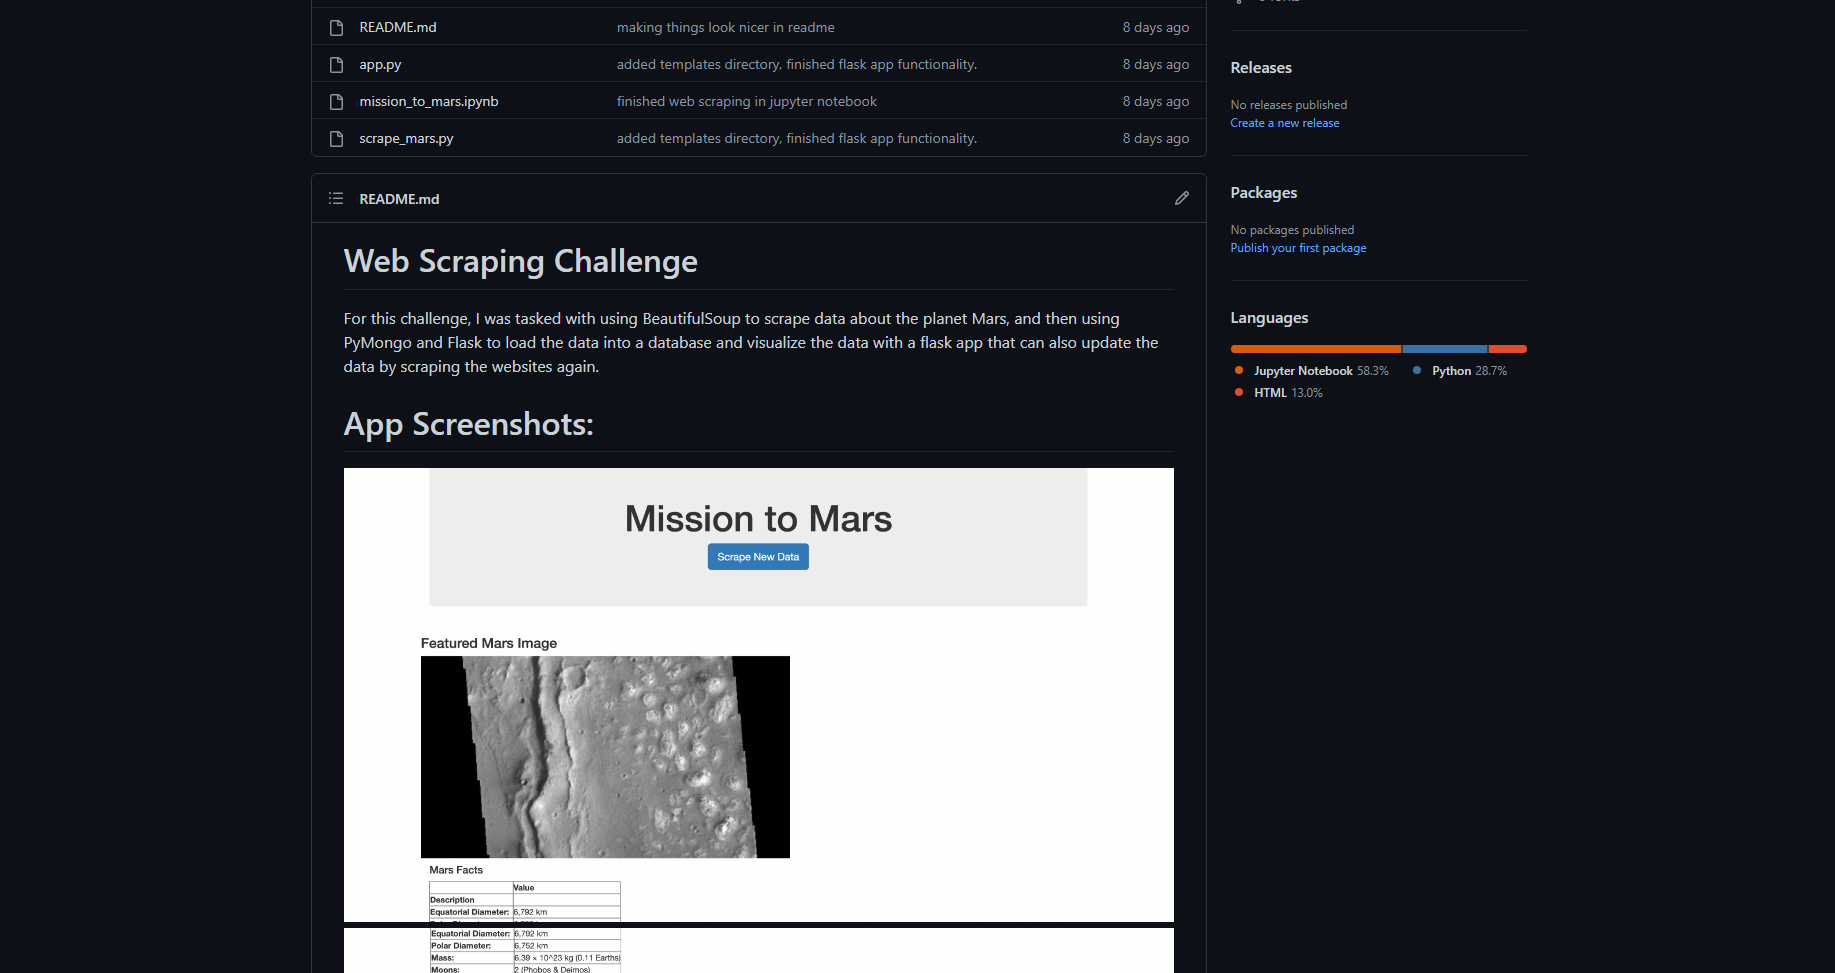 README.md making things look nicer in readme 8 days ago
app.py added templates directory, finished flask app functionality. 8 days ago
mission_to_mars.ipynb finished web scraping in jupyter notebook 8 days ago
scrape_mars.py added templates directory, finished flask app functionality. 8 days ago
README.md
Web Scraping Challenge
For this challenge, I was tasked with using BeautifulSoup to scrape data about the planet Mars, and then using
PyMongo and Flask to load the data into a database and visualize the data with a flask app that can also update the
data by scraping the websites again.
App Screenshots:
Mission to Mars
Scrape New Data
Featured Mars Image
Mars Facts
Value
Description
Equatorial Diameter: 6,792 km
Equatorial Diameter: 6,792 km
Polar Diameter: 6,752 km
Mass: 6.39 × 10^23 kg (0.11 Earths)
Moons: 2 (Phobos & Deimos)
Releases
No releases published
Create a new release
Packages
No packages published
Publish your first package
Languages
Jupyter Notebook 58.3% Python 28.7%
HTML 13.0%